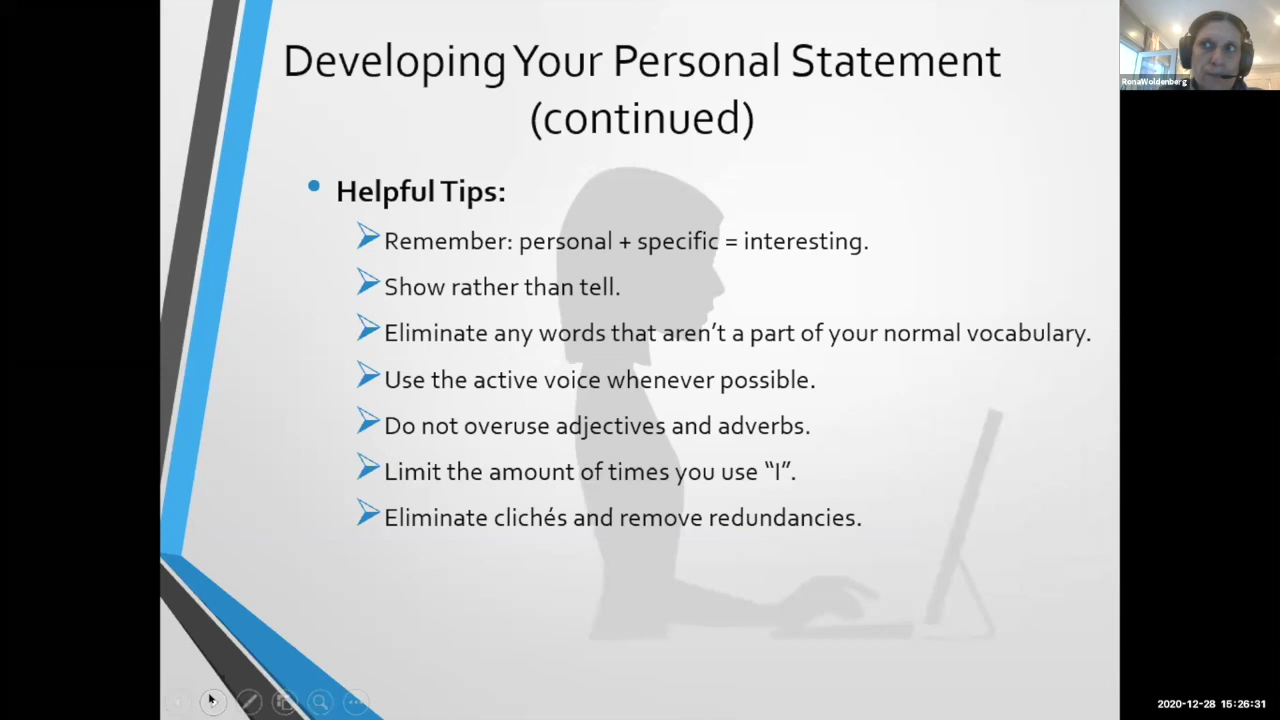 Developing Your Personal Statement
(continued)
RenaWoldenberg
Helpful Tips:
Remember: personal + specific = interesting.
Show rather than tell.
Eliminate any words that aren’t a part of your normal vocabulary.
Use the active voice whenever possible.
Do not overuse adjectives and adverbs.
Limit the amount of times you use “I”.
Eliminate clichés and remove redundancies.
2020-12-28 15:26:31